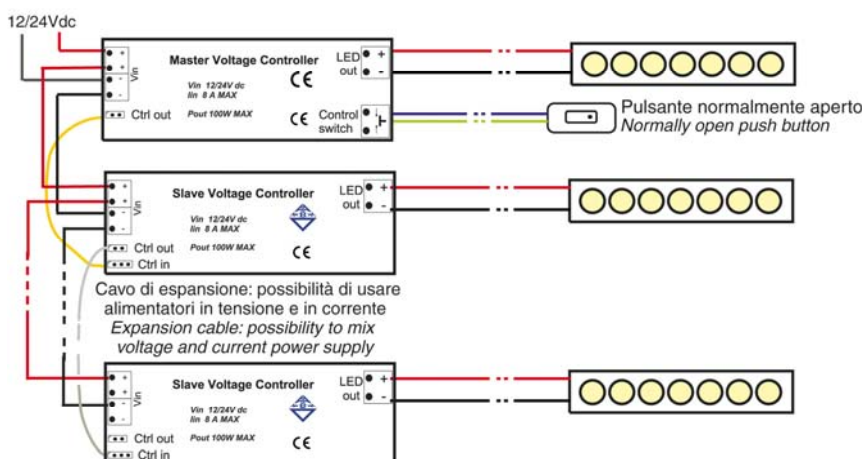 12/24Vdc
Master Voltage Controller
Vin
Vin 12/24V dc
Iin 8 A MAX
Pout 100W MAX
Ctrl out
CE
CE
LED
out
+
-
Control
switch
Pulsante normalmente aperto
Normally open push button
Slave Voltage Controller
Vin
Vin 12/24V dc
Iin 8 A MAX
Pout 100W MAX
Ctrl out
Ctrl in
CE
LED
out
+
-
Cavo di espansione: possibilità di usare
alimentatori in tensione e in corrente
Expansion cable: possibility to mix
voltage and current power supply
Slave Voltage Controller
Vin
Vin 12/24V dc
Iin 8 A MAX
Pout 100W MAX
Ctrl out
Ctrl in
CE
LED
out
+
-